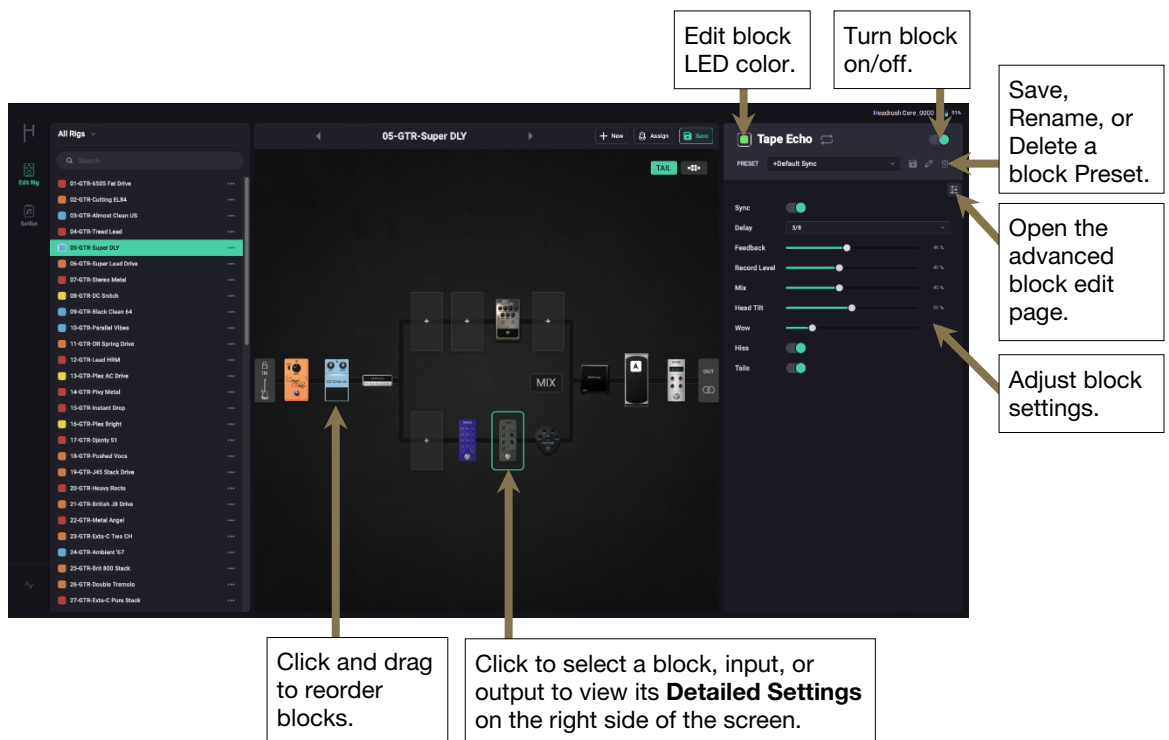 Edit block
LED color.
Turn block
on/off.
Save,
Rename, or
Delete a
block Preset.
Open the
advanced
block edit
page.
Adjust block
settings.
Headrush Core_0000
All Rigs
Search
Edit Rig
Setlist
01-GTR-6505 Fat Drive
02-GTR-Cutting EL84
03-GTR-Almost Clean US
04-GTR-Tread Lead
05-GTR-Super DLY
06-GTR-Super Lead Drive
07-GTR-Stereo Metal
08-GTR-DC Snitch
09-GTR-Black Clean 64
10-GTR-Parallel Vibes
11-GTR-OR Spring Drive
12-GTR-Lead HRM
13-GTR-Plex AC Drive
14-GTR-Pivy Metal
15-GTR-Instant Drop
16-GTR-Plex Bright
17-GTR-Djenty 51
18-GTR-Pushed Vocs
19-GTR-J45 Stack Drive
20-GTR-Heavy Recto
21-GTR-British J8 Drive
22-GTR-Metal Angel
23-GTR-Exta-C Two CH
24-GTR-Ambient '67
25-GTR-Brit 800 Stack
26-GTR-Double Tremolo
27-GTR-Exta-C Pure Stack
05-GTR-Super DLY
+ New
Assign
Save
TAIL
IN
MIX
A
OUT
Tape Echo
PRESET +Default Sync
Sync
Delay 3/8
Feedback
Record Level
Mix
Head Tilt
Wow
Hiss
Tails
Click and drag
to reorder
blocks.
Click to select a block, input, or
output to view its Detailed Settings
on the right side of the screen.